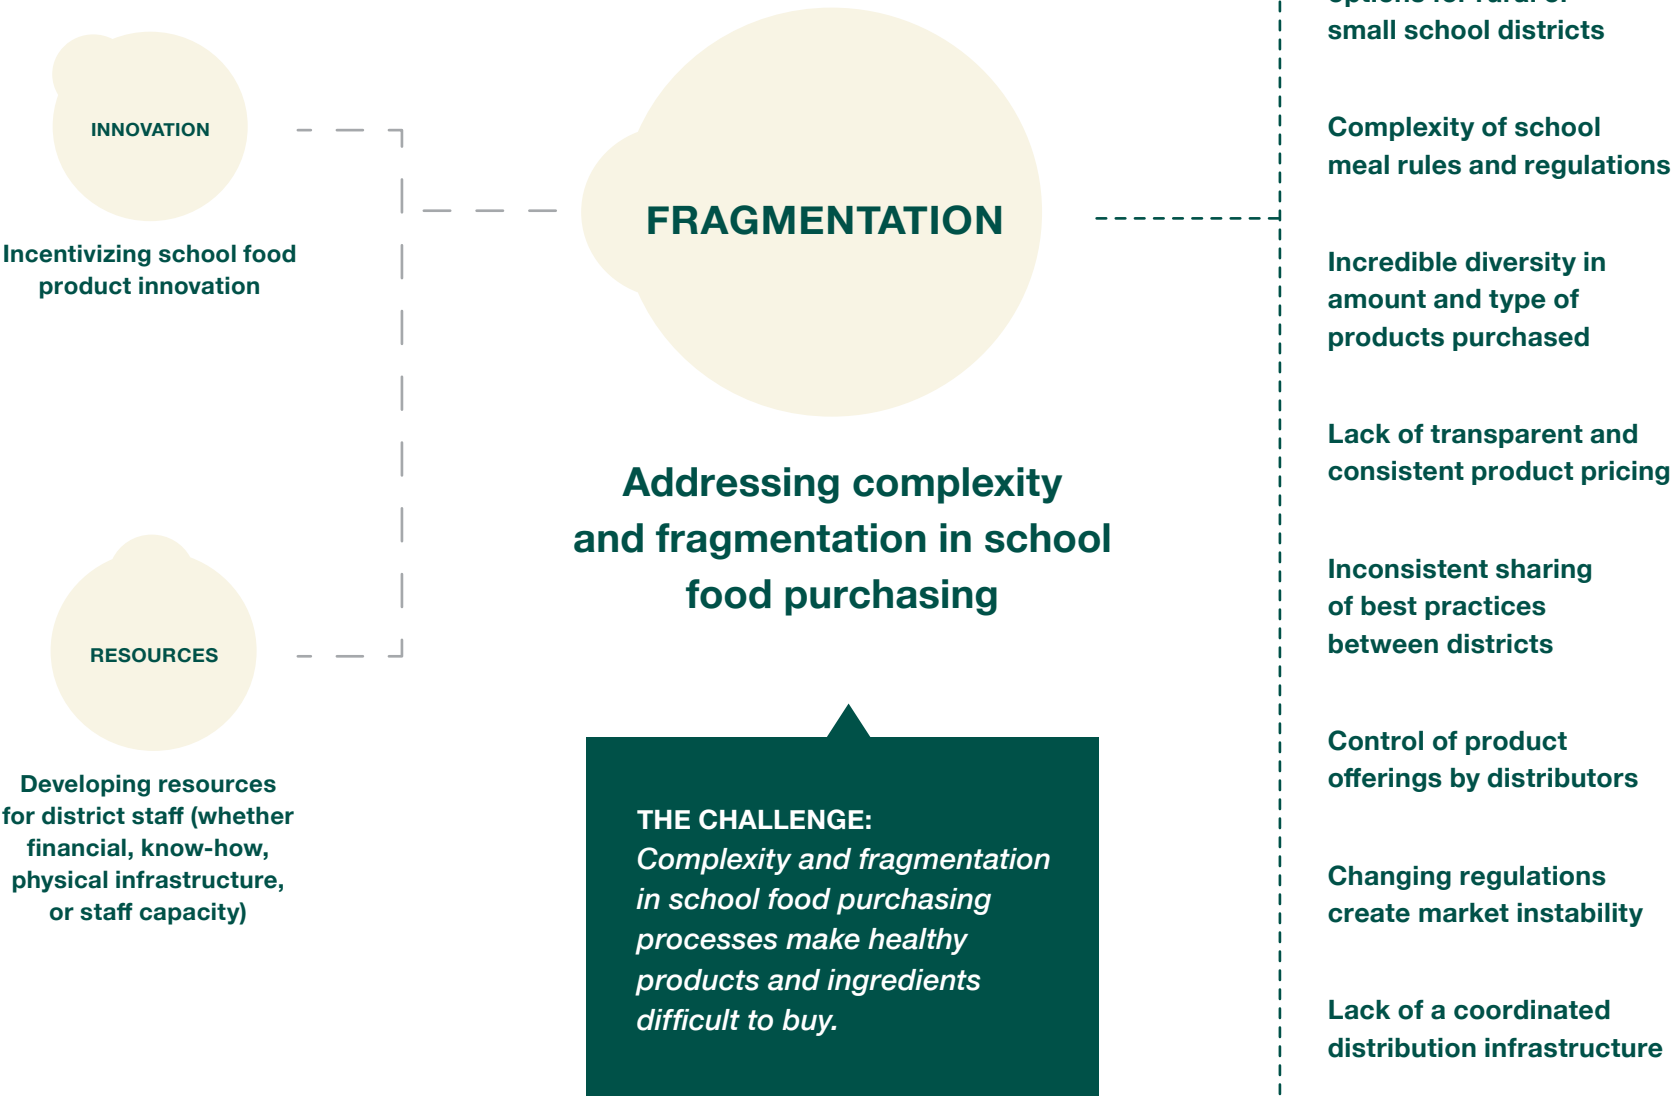 INNOVATION
Incentivizing school food
product innovation
RESOURCES
Developing resources
for district staff (whether
financial, know-how,
physical infrastructure,
or staff capacity)
FRAGMENTATION
Addressing complexity
and fragmentation in school
food purchasing
THE CHALLENGE:
Complexity and fragmentation
in school food purchasing
processes make healthy
products and ingredients
difficult to buy.
options for rural or
small school districts
Complexity of school
meal rules and regulations
Incredible diversity in
amount and type of
products purchased
Lack of transparent and
consistent product pricing
Inconsistent sharing
of best practices
between districts
Control of product
offerings by distributors
Changing regulations
create market instability
Lack of a coordinated
distribution infrastructure